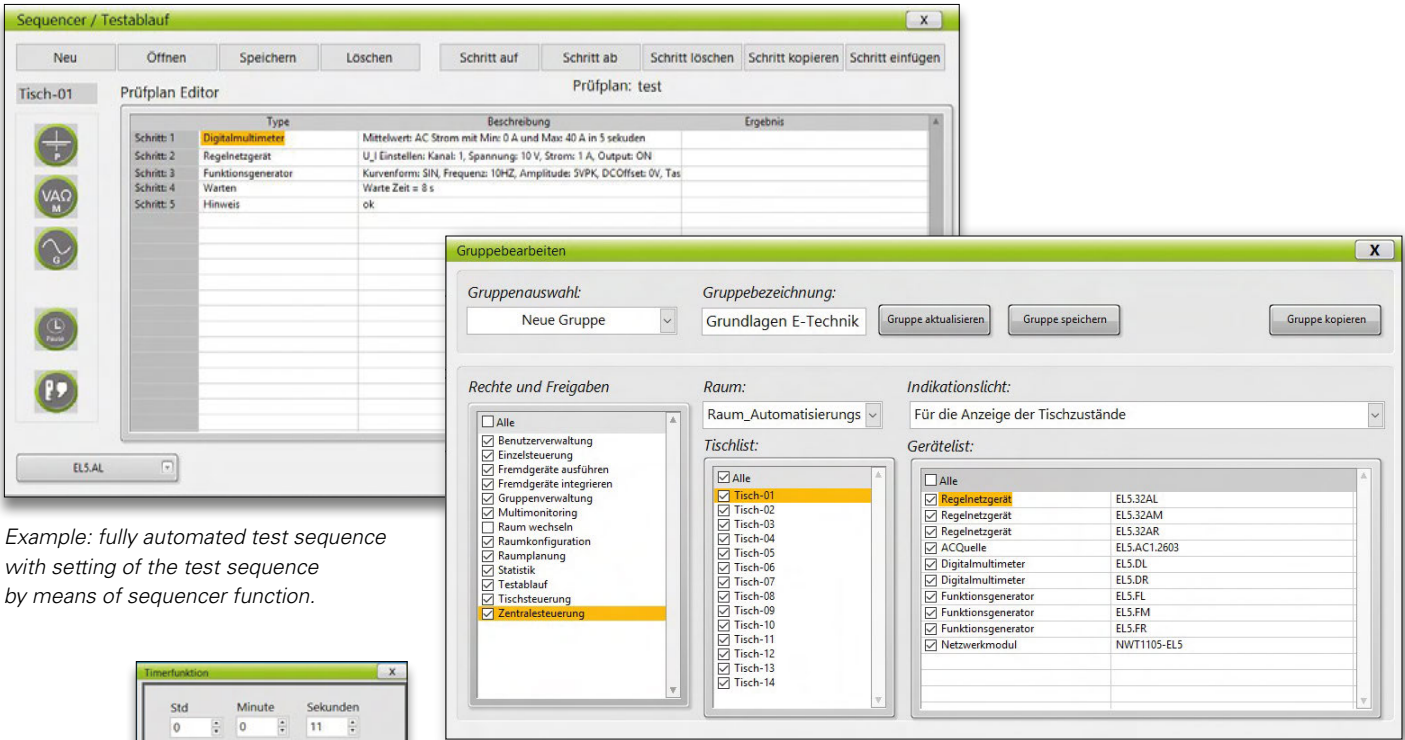 Sequencer / Testablauf
X
Neu Öffnen Speichern Löschen Schritt auf Schritt ab Schritt löschen Schritt kopieren Schritt einfügen
Tisch-01 Prüfplan Editor Prüfplan: test
Type Beschreibung Ergebnis
Schritt: 1 Digitalmultimeter Mittelwert: AC Strom mit Min: 0 A und Max: 40 A in 5 sekuden
Schritt: 2 Regelnetzgerät U_I Einstellen: Kanal: 1, Spannung: 10 V, Strom: 1 A, Output: ON
Schritt: 3 Funktionsgenerator Kurvenform: SIN, Frequenz: 10HZ, Amplitude: 5VPK, DCOffset: 0V, Tas
Schritt: 4 Warten Warte Zeit = 8 s
Schritt: 5 Hinweis ok
P
VAΩ
M
G
Pause
EL5.AL
Gruppebearbeiten
X
Gruppenauswahl: Gruppebezeichnung:
Neue Gruppe Grundlagen E-Technik Gruppe aktualisieren Gruppe speichern Gruppe kopieren
Rechte und Freigaben
Alle
Benutzerverwaltung
Einzelsteuerung
Fremdgeräte ausführen
Fremdgeräte integrieren
Gruppenverwaltung
Multimonitoring
Raum wechseln
Raumkonfiguration
Raumplanung
Statistik
Testablauf
Tischsteuerung
Zentralesteuerung
Raum:
Raum_Automatisierungs
Tischlist:
Alle
Tisch-01
Tisch-02
Tisch-03
Tisch-04
Tisch-05
Tisch-06
Tisch-07
Tisch-08
Tisch-09
Tisch-10
Tisch-11
Tisch-12
Tisch-13
Tisch-14
Indikationslicht:
Für die Anzeige der Tischzustände
Gerätelist:
Alle
Regelnetzgerät EL5.32AL
Regelnetzgerät EL5.32AM
Regelnetzgerät EL5.32AR
ACQuelle EL5.AC1.2603
Digitalmultimeter EL5.DL
Digitalmultimeter EL5.DR
Funktionsgenerator EL5.FL
Funktionsgenerator EL5.FM
Funktionsgenerator EL5.FR
Netzwerkmodul NWT1105-EL5
Example: fully automated test sequence
with setting of the test sequence
by means of sequencer function.
Timerfunktion
X
Std Minute Sekunden
0 0 11